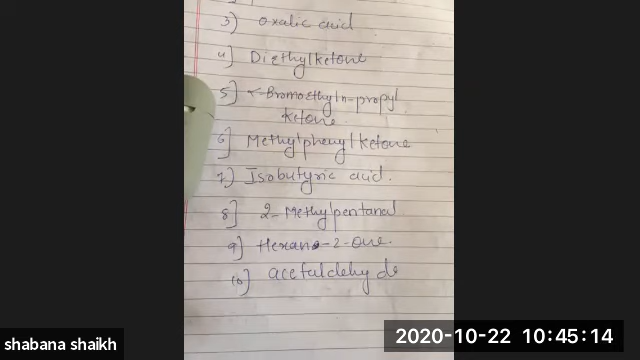 3) oxalic acid
4] Diethylketone
5] α-Bromoethyl n-propyl
ketone
6] Methylphenylketone
7) Isobutyric acid.
8] 2-Methylpentanal
9] Hexane-2-one.
10] acetaldehyde
shabana shaikh
2020-10-22 10:45:14